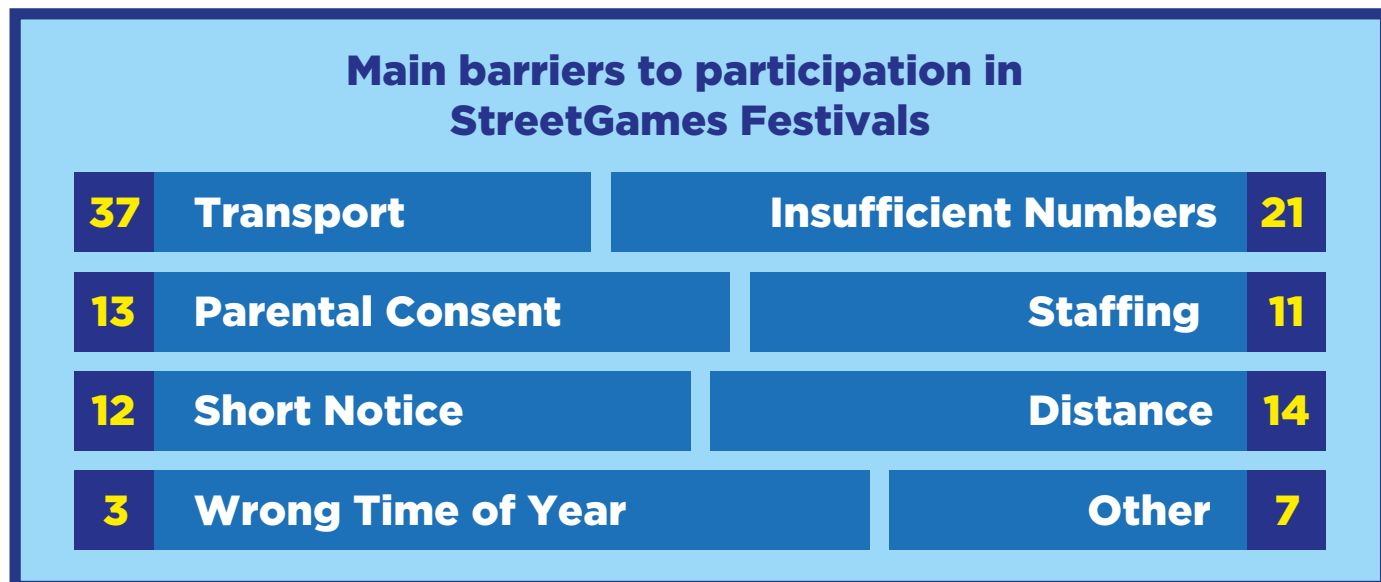 Main barriers to participation in
StreetGames Festivals
37 Transport
Insufficient Numbers 21
13 Parental Consent
Staffing 11
12 Short Notice
Distance 14
3 Wrong Time of Year
Other 7